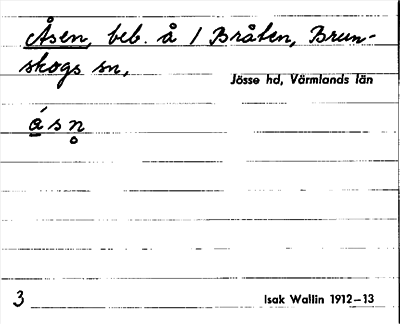 Åsen, beb. å 1 Bråten, Brun-
skogs sn,
Jösse hd, Värmlands län
ásn̥
3
Isak Wallin 1912–13